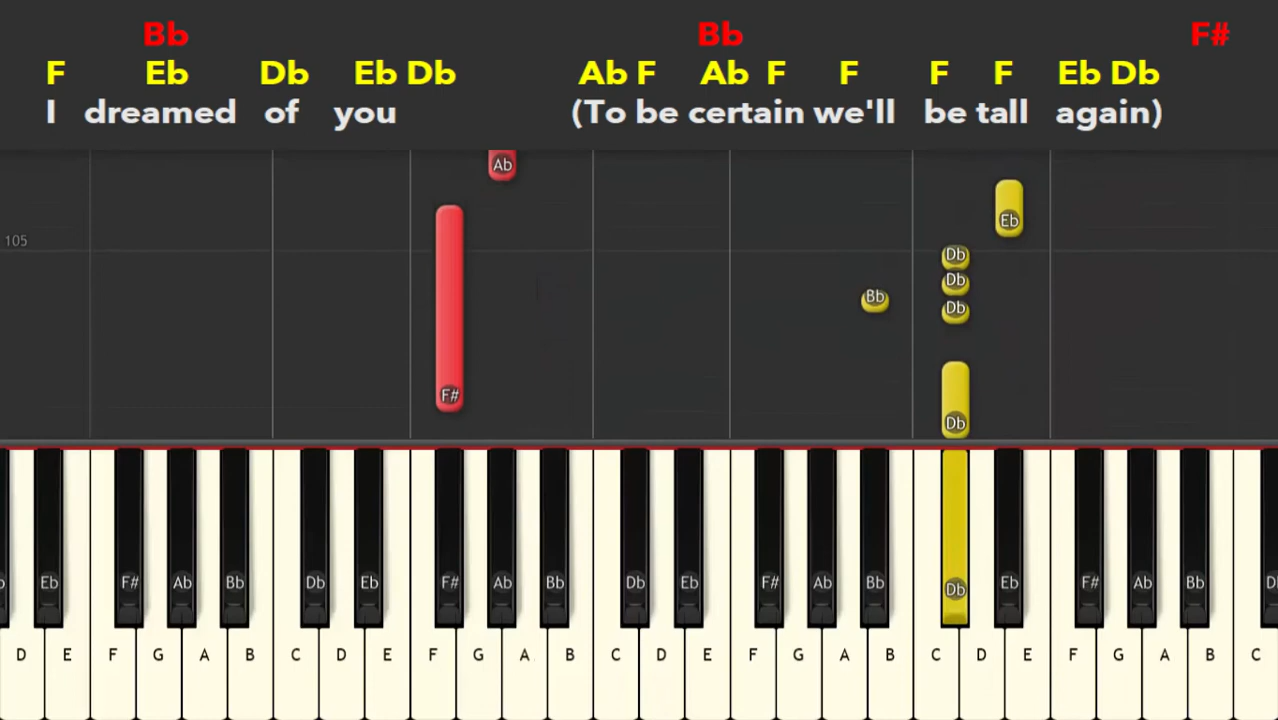 Bb Bb F#
F Eb Db Eb Db Ab F Ab F F F F Eb Db
I dreamed of you (To be certain we'll be tall again)
Ab
Eb
105
Db
Db
Bb
Db
F#
Db
Eb F# Ab Bb Db Eb F# Ab Bb Db Eb F# Ab Bb Db Eb F# Ab Bb
D E F G A B C D E F G A B C D E F G A B C D E F G A B C